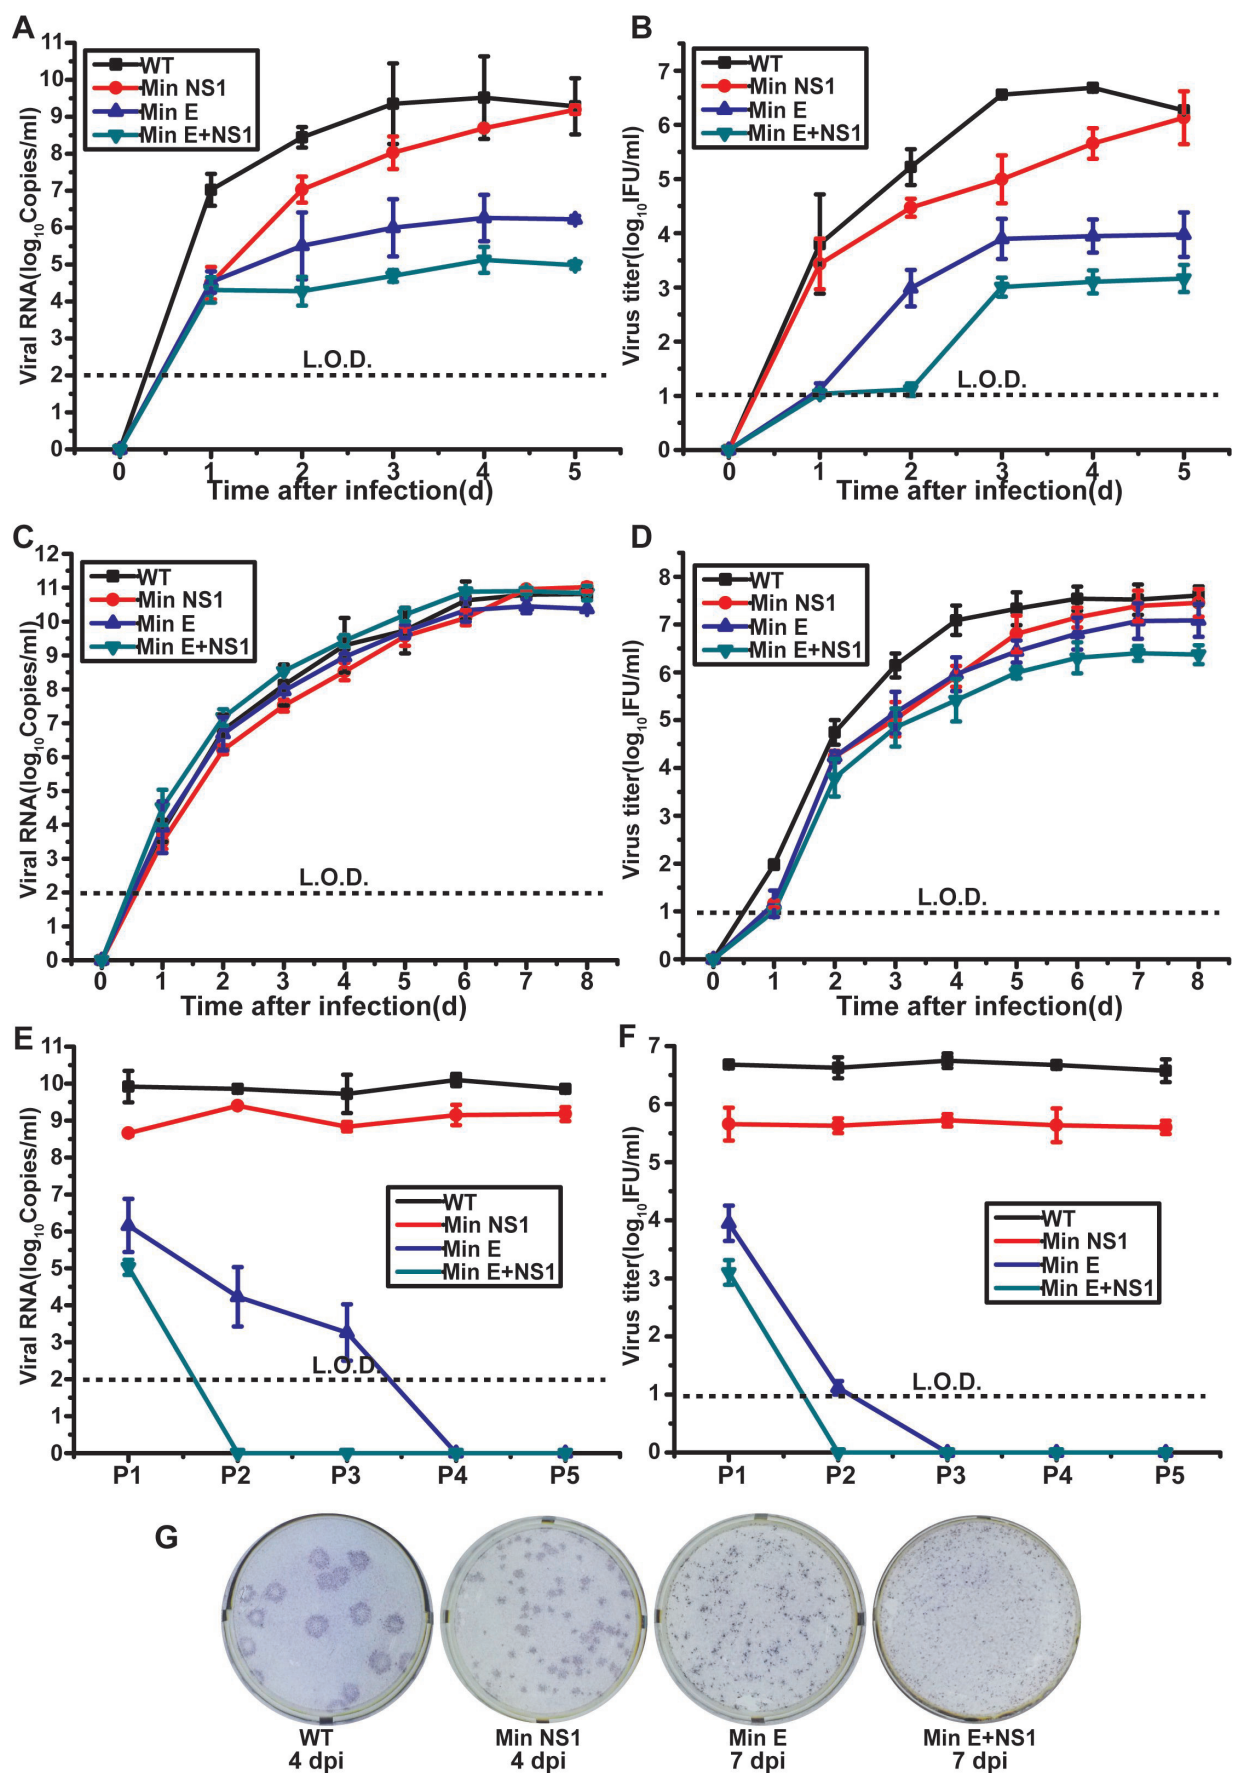 A
Viral RNA(log10Copies/ml)
11
10
9
8
7
6
5
4
3
2
1
0
WT
Min NS1
Min E
Min E+NS1
L.O.D.
0 1 2 3 4 5
Time after infection(d)
B
Virus titer(log10IFU/ml)
7
6
5
4
3
2
1
0
WT
Min NS1
Min E
Min E+NS1
L.O.D.
0 1 2 3 4 5
Time after infection(d)
C
Viral RNA(log10Copies/ml)
12
11
10
9
8
7
6
5
4
3
2
1
0
WT
Min NS1
Min E
Min E+NS1
L.O.D.
0 1 2 3 4 5 6 7 8
Time after infection(d)
D
Virus titer(log10IFU/ml)
8
7
6
5
4
3
2
1
0
WT
Min NS1
Min E
Min E+NS1
L.O.D.
0 1 2 3 4 5 6 7 8
Time after infection(d)
E
Viral RNA(log10Copies/ml)
11
10
9
8
7
6
5
4
3
2
1
0
WT
Min NS1
Min E
Min E+NS1
L.O.D.
P1 P2 P3 P4 P5
F
Virus titer(log10IFU/ml)
7
6
5
4
3
2
1
0
WT
Min NS1
Min E
Min E+NS1
L.O.D.
P1 P2 P3 P4 P5
G
WT
4 dpi
Min NS1
4 dpi
Min E
7 dpi
Min E+NS1
7 dpi